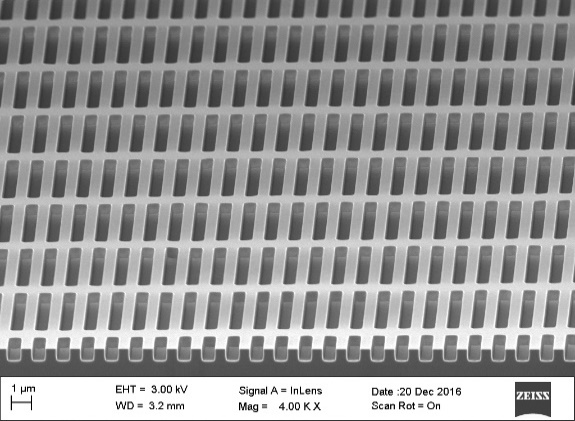 1 µm
EHT = 3.00 kV
WD = 3.2 mm
Signal A = InLens
Mag = 4.00 K X
Date :20 Dec 2016
Scan Rot = On
ZEISS